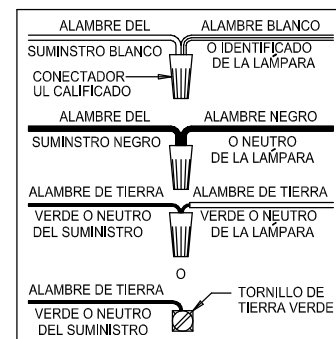 ALAMBRE DEL ALAMBRE BLANCO
SUMINSTRO BLANCO O IDENTIFICADO
DE LA LAMPARA
CONECTADOR
UL CALIFICADO
ALAMBRE DEL ALAMBRE NEGRO
SUMINSTRO NEGRO O NEUTRO
DE LA LAMPARA
ALAMBRE DE TIERRA ALAMBRE DE TIERRA
VERDE O NEUTRO VERDE O NEUTRO
DEL SUMINISTRO DE LA LAMPARA
O
ALAMBRE DE TIERRA TORNILLO DE
TIERRA VERDE
VERDE O NEUTRO
DEL SUMINISTRO